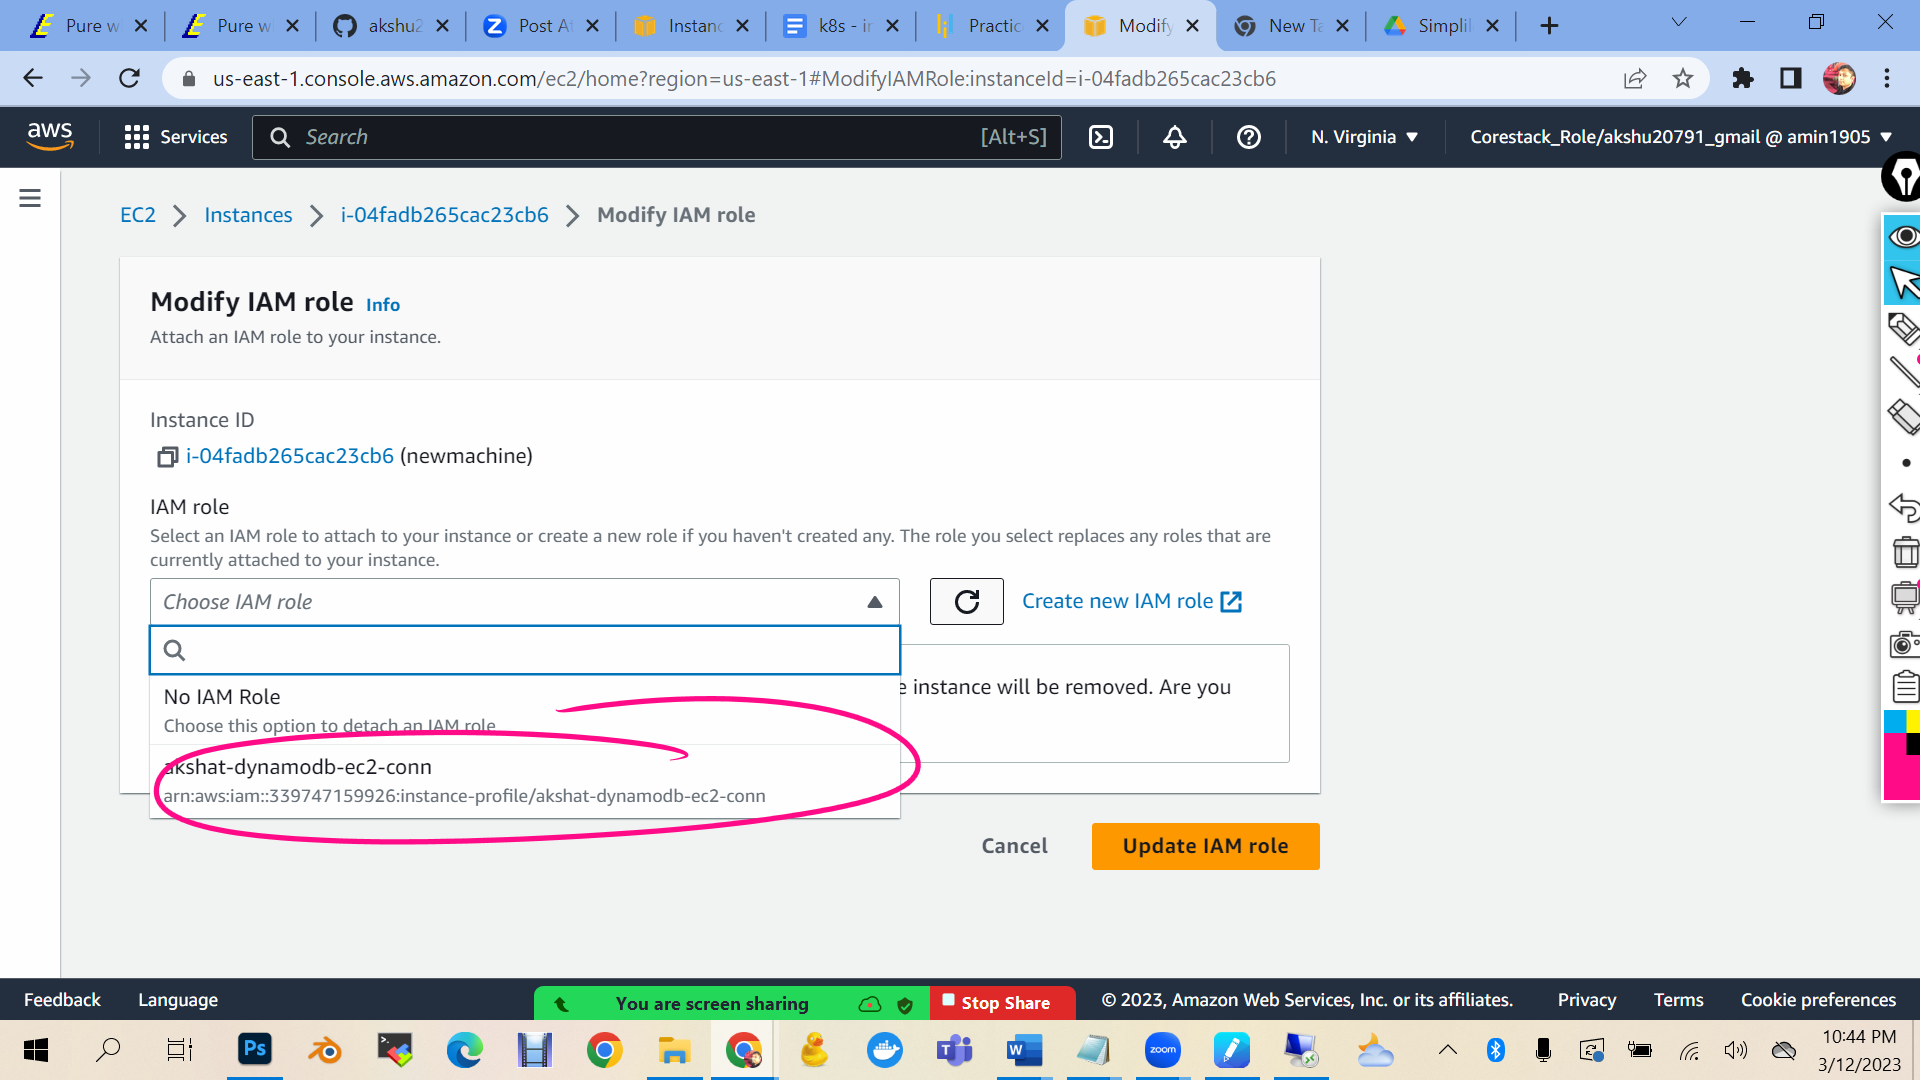 Pure w
Pure w
akshu2
Post At
Instanc
k8s - in
Practic
Modify
New Ta
Simplil
us-east-1.console.aws.amazon.com/ec2/home?region=us-east-1#ModifyIAMRole:instanceId=i-04fadb265cac23cb6
aws
Services
Search
[Alt+S]
N. Virginia
Corestack_Role/akshu20791_gmail @ amin1905
EC2
Instances
i-04fadb265cac23cb6
Modify IAM role
Modify IAM role Info
Attach an IAM role to your instance.
Instance ID
i-04fadb265cac23cb6 (newmachine)
IAM role
Select an IAM role to attach to your instance or create a new role if you haven't created any. The role you select replaces any roles that are
currently attached to your instance.
Choose IAM role
Create new IAM role
e instance will be removed. Are you
No IAM Role
Choose this option to detach an IAM role
akshat-dynamodb-ec2-conn
arn:aws:iam::339747159926:instance-profile/akshat-dynamodb-ec2-conn
Cancel
Update IAM role
Feedback
Language
You are screen sharing
Stop Share
© 2023, Amazon Web Services, Inc. or its affiliates.
Privacy
Terms
Cookie preferences
Ps
W
zoom
10:44 PM
3/12/2023